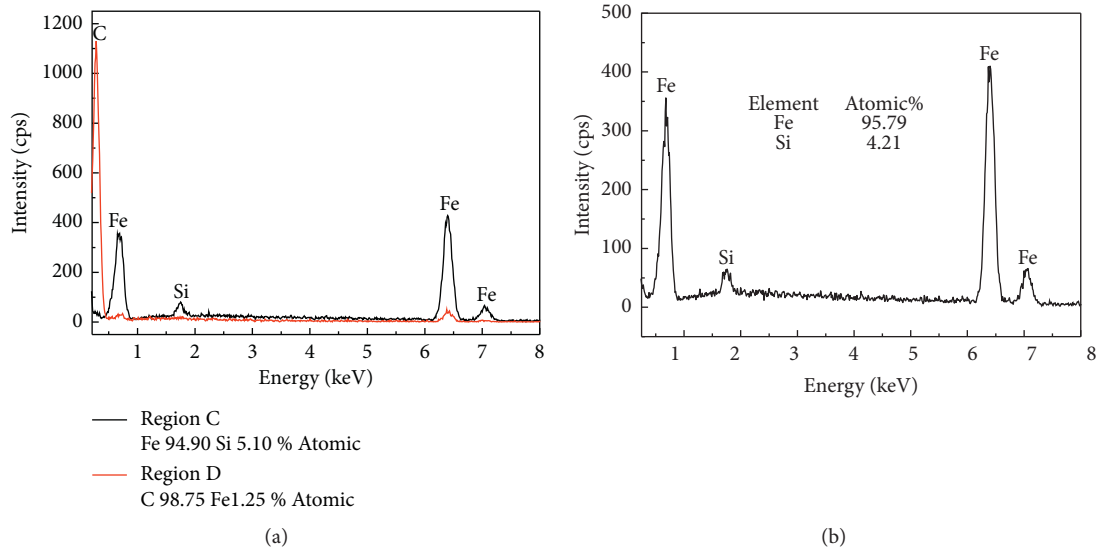 1200
1000
800
600
400
200
0
Intensity (cps)
C
Fe
Si
Fe
Fe
1 2 3 4 5 6 7 8
Energy (keV)
Region C
Fe 94.90 Si 5.10 % Atomic
Region D
C 98.75 Fe1.25 % Atomic
(a)
500
400
300
200
100
0
Intensity (cps)
Fe
Si
Fe
Fe
Element Atomic%
Fe 95.79
Si 4.21
1 2 3 4 5 6 7 8
Energy (keV)
(b)